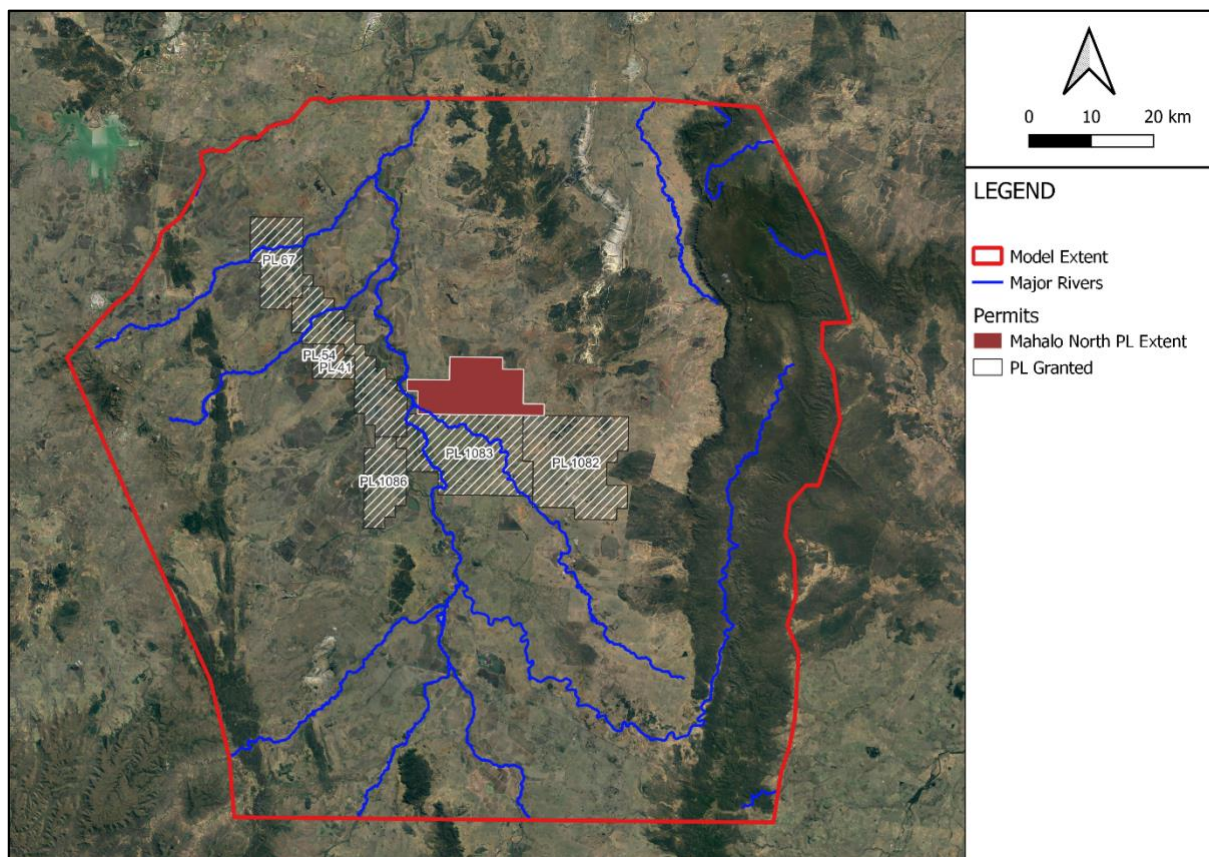 0 10 20 km
LEGEND
Model Extent
Major Rivers
Permits
Mahalo North PL Extent
PL Granted
PL 67
PL 54
PL 41
PL 1083
PL 1082
PL 1086